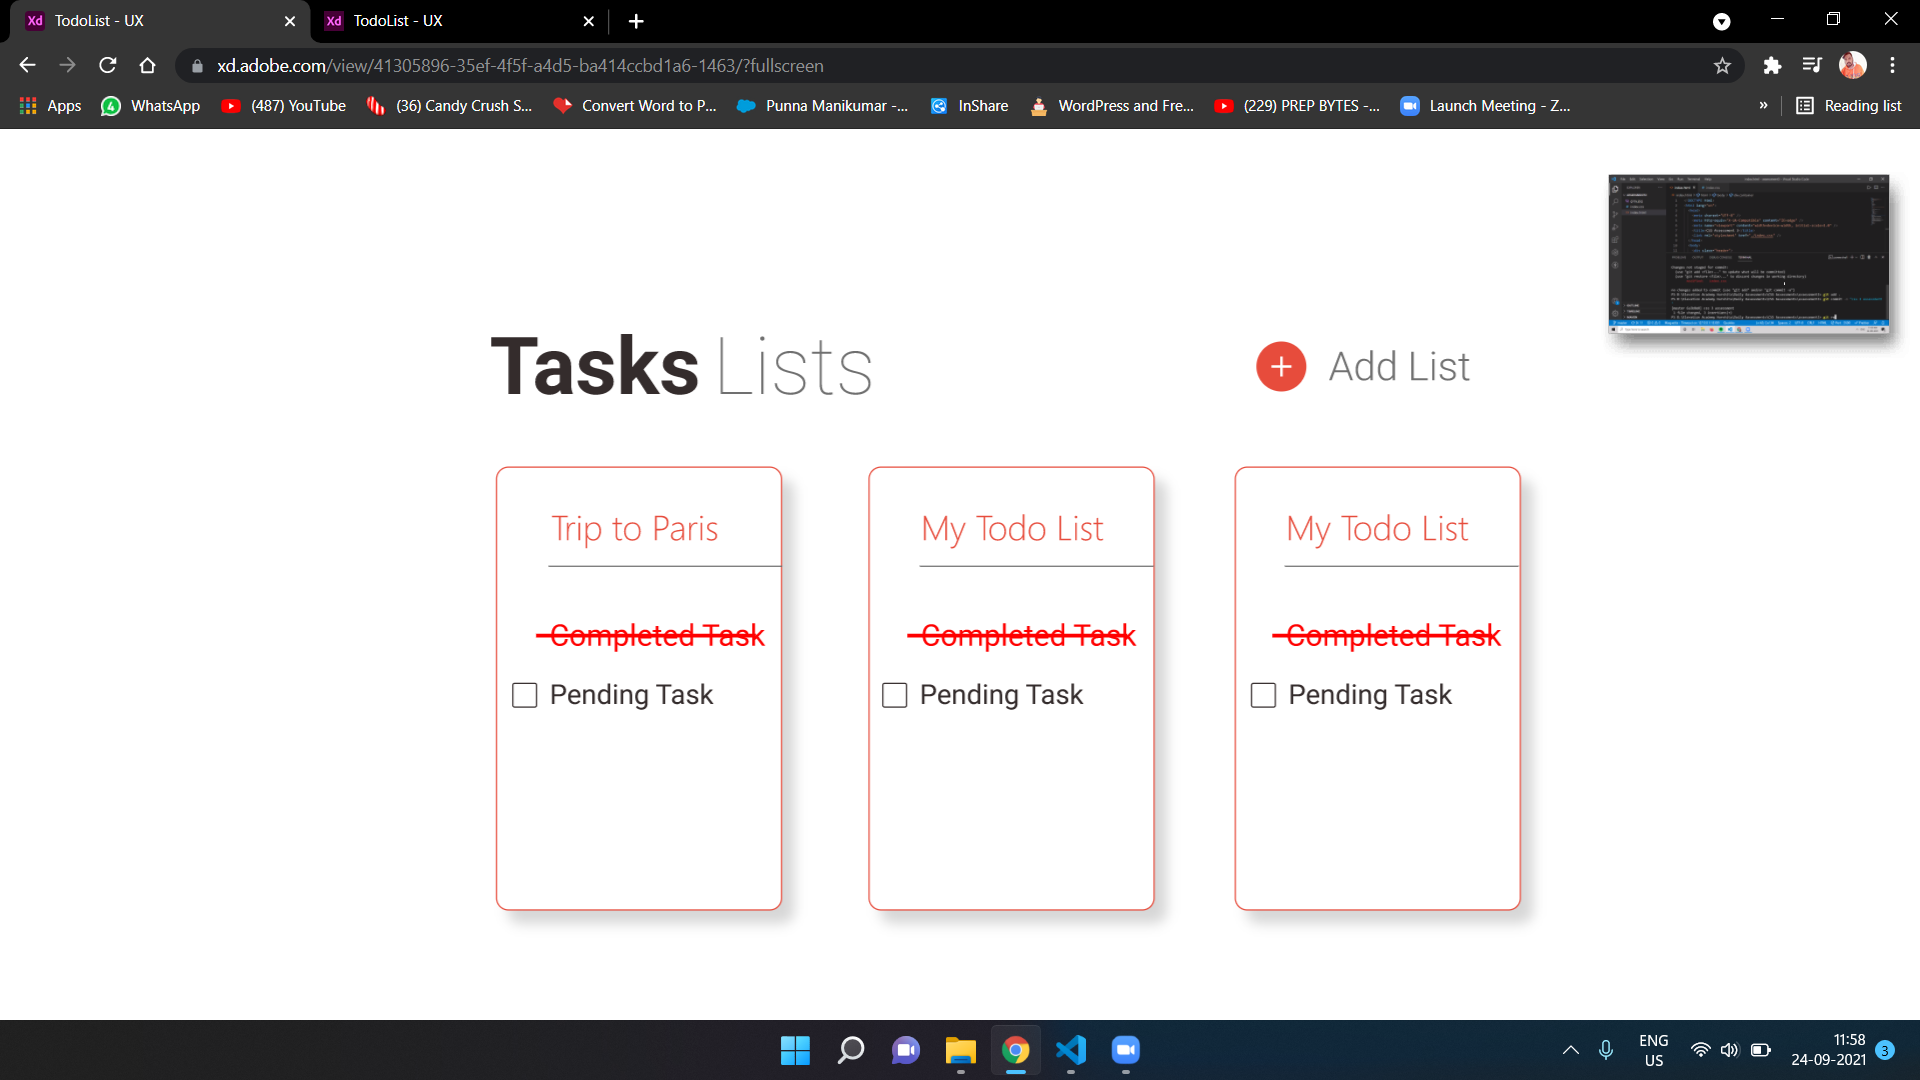 TodoList - UX
TodoList - UX
xd.adobe.com/view/41305896-35ef-4f5f-a4d5-ba414ccbd1a6-1463/?fullscreen
Apps WhatsApp (487) YouTube (36) Candy Crush S... Convert Word to P... Punna Manikumar -... InShare WordPress and Fre... (229) PREP BYTES -... Launch Meeting - Z... » Reading list
Tasks Lists
Add List
Trip to Paris
Completed Task
Pending Task
My Todo List
Completed Task
Pending Task
My Todo List
Completed Task
Pending Task
ENG
US
11:58
24-09-2021
3